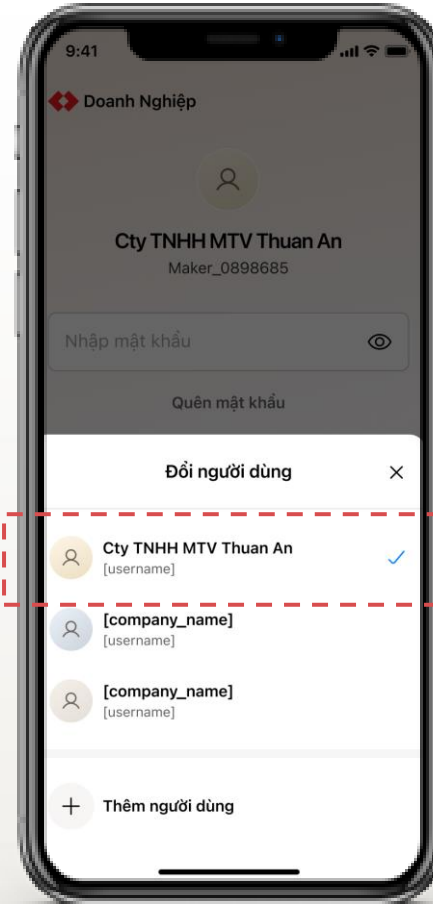 9:41
Doanh Nghiệp
Cty TNHH MTV Thuan An
Maker_0898685
Nhập mật khẩu
Quên mật khẩu
Đổi người dùng
Cty TNHH MTV Thuan An
[username]
[company_name]
[username]
[company_name]
[username]
Thêm người dùng